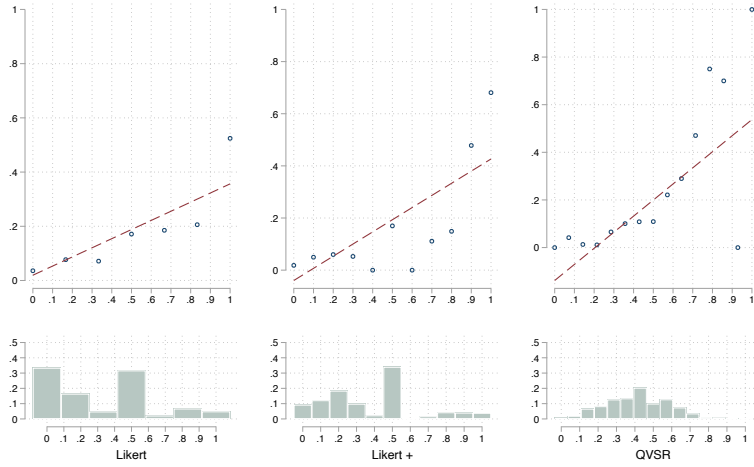 1 1 1
.8 .8 .8
.6 .6 .6
.4 .4 .4
.2 .2 .2
0 0 0
0 .1 .2 .3 .4 .5 .6 .7 .8 .9 1 0 .1 .2 .3 .4 .5 .6 .7 .8 .9 1 0 .1 .2 .3 .4 .5 .6 .7 .8 .9 1
.5 .5 .5
.4 .4 .4
.3 .3 .3
.2 .2 .2
.1 .1 .1
0 0 0
0 .1 .2 .3 .4 .5 .6 .7 .8 .9 1 0 .1 .2 .3 .4 .5 .6 .7 .8 .9 1 0 .1 .2 .3 .4 .5 .6 .7 .8 .9 1
Likert Likert + QVSR